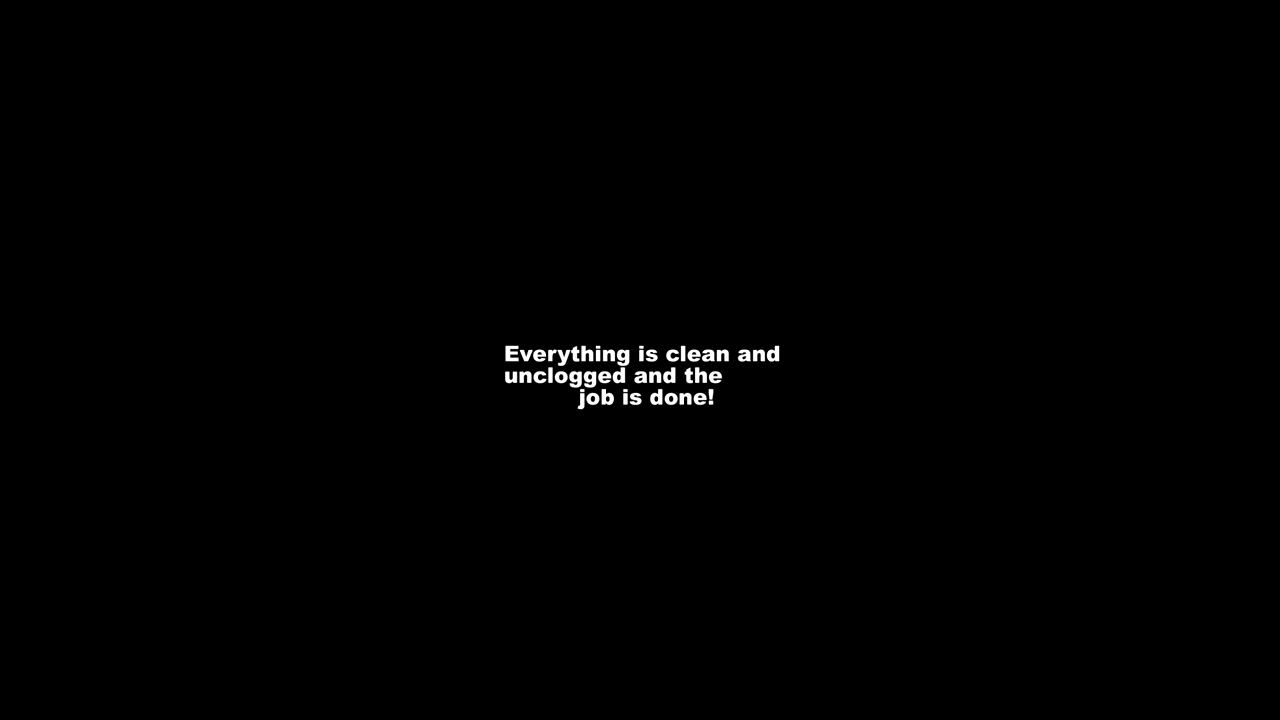 Everything is clean and
unclogged and the
job is done!